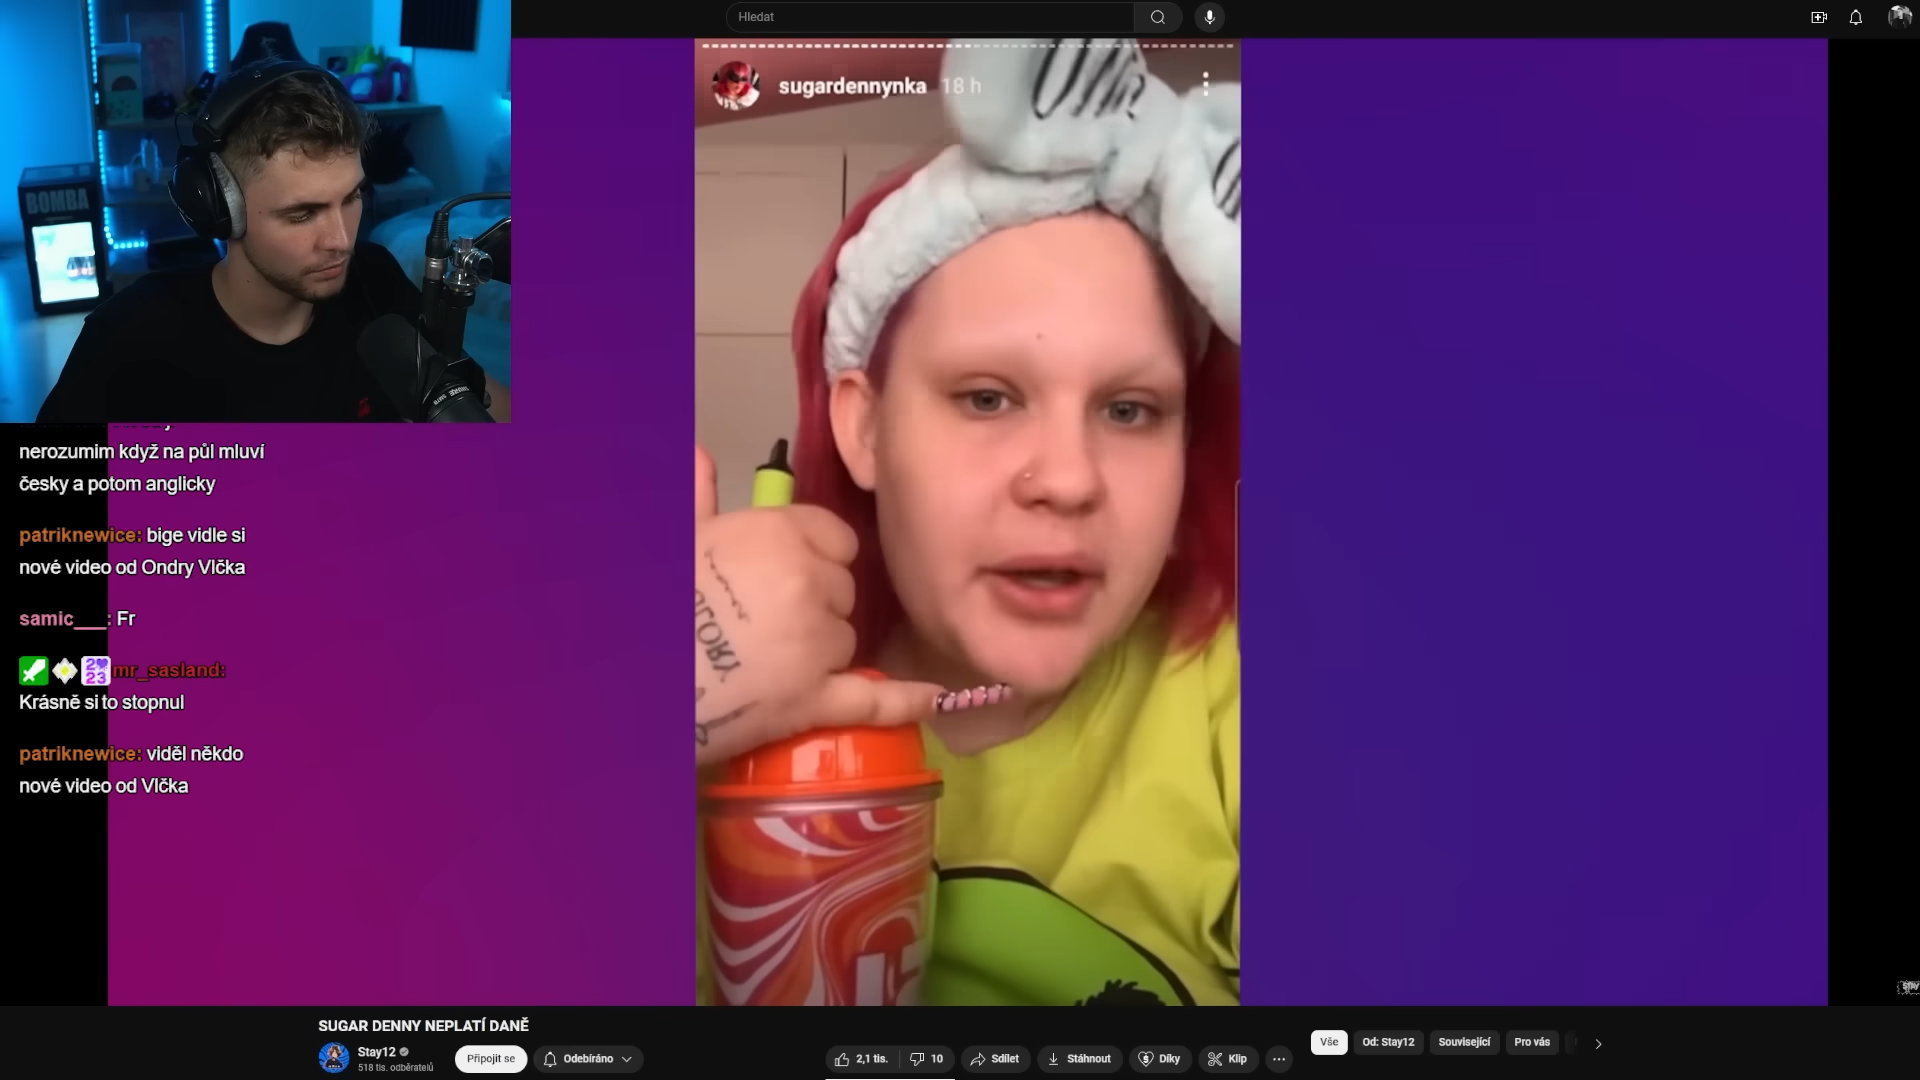 Hledat
sugardennynka 18 h
BOMBA
nerozumim když na půl mluví
česky a potom anglicky
patriknewice: bige vidle si
nové video od Ondry Vlčka
samic___: Fr
2023 mr_sasland:
Krásně si to stopnul
patriknewice: viděl někdo
nové video od Vlčka
SUGAR DENNY NEPLATÍ DANĚ
Stay12
518 tis. odběratelů
Připojit se
Odebíráno
2,1 tis.
10
Sdílet
Stáhnout
Díky
Klip
Vše
Od: Stay12
Související
Pro vás